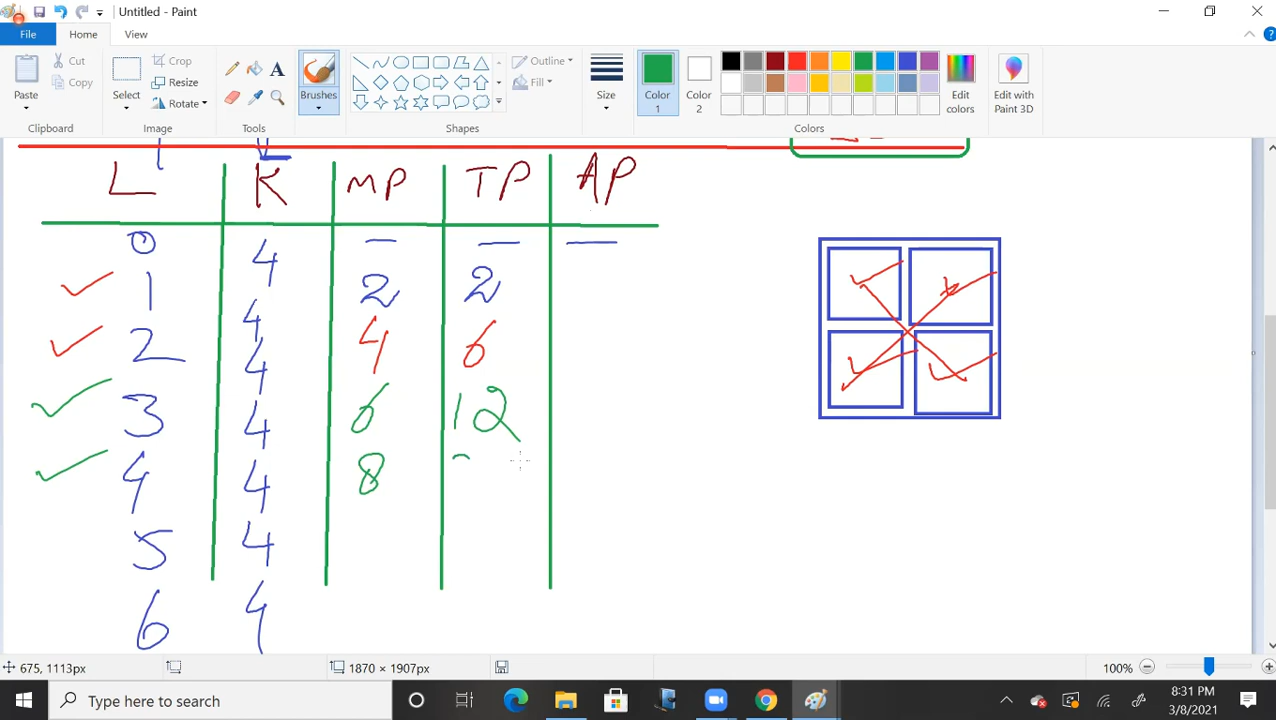 Untitled - Paint
File Home View
Cut
Copy
Paste
Clipboard
Crop
Resize
Rotate
Select
Image
Tools
Brushes
Outline
Fill
Shapes
Size
Color 1
Color 2
Edit colors
Edit with Paint 3D
Colors
L K MP TP AP
0 4 — — —
1 4 2 2
2 4 4 6
3 4 6 12
4 4 8
5 4
6 4
675, 1113px
1870 × 1907px
100%
Type here to search
8:31 PM
3/8/2021